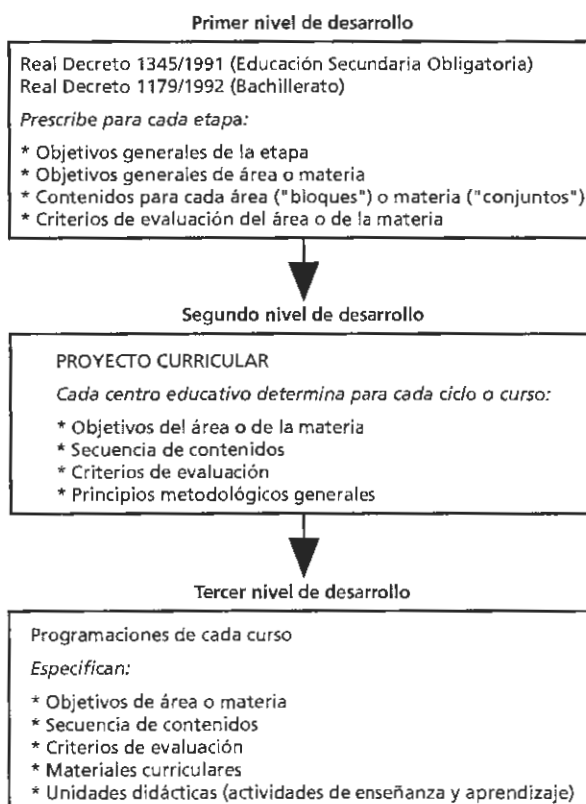 Primer nivel de desarrollo
Real Decreto 1345/1991 (Educación Secundaria Obligatoria)
Real Decreto 1179/1992 (Bachillerato)
Prescribe para cada etapa:
* Objetivos generales de la etapa
* Objetivos generales de área o materia
* Contenidos para cada área ("bloques") o materia ("conjuntos")
* Criterios de evaluación del área o de la materia
Segundo nivel de desarrollo
PROYECTO CURRICULAR
Cada centro educativo determina para cada ciclo o curso:
* Objetivos del área o de la materia
* Secuencia de contenidos
* Criterios de evaluación
* Principios metodológicos generales
Tercer nivel de desarrollo
Programaciones de cada curso
Especifican:
* Objetivos de área o materia
* Secuencia de contenidos
* Criterios de evaluación
* Materiales curriculares
* Unidades didácticas (actividades de enseñanza y aprendizaje)